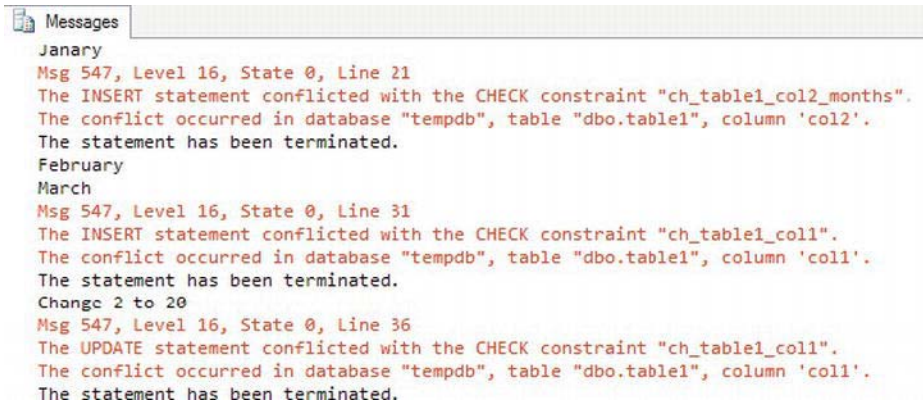 Messages
Janary
Msg 547, Level 16, State 0, Line 21
The INSERT statement conflicted with the CHECK constraint "ch_table1_col2_months".
The conflict occurred in database "tempdb", table "dbo.table1", column 'col2'.
The statement has been terminated.
February
March
Msg 547, Level 16, State 0, Line 31
The INSERT statement conflicted with the CHECK constraint "ch_table1_col1".
The conflict occurred in database "tempdb", table "dbo.table1", column 'col1'.
The statement has been terminated.
Change 2 to 20
Msg 547, Level 16, State 0, Line 36
The UPDATE statement conflicted with the CHECK constraint "ch_table1_col1".
The conflict occurred in database "tempdb", table "dbo.table1", column 'col1'.
The statement has been terminated.